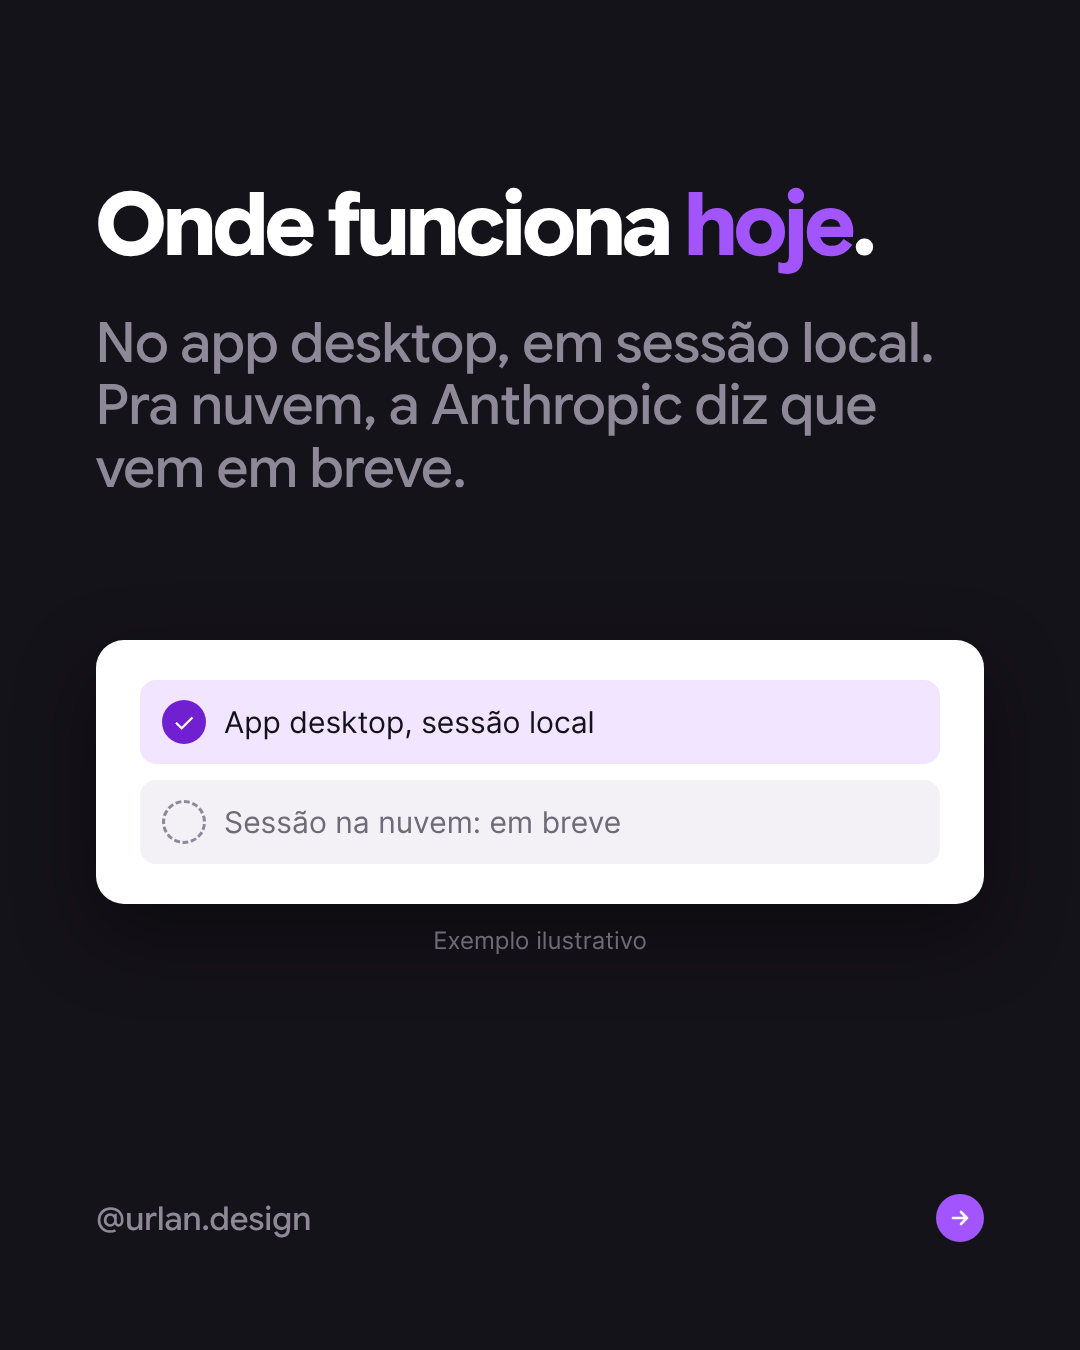 Onde funciona hoje.
No app desktop, em sessão local.
Pra nuvem, a Anthropic diz que
vem em breve.
App desktop, sessão local
Sessão na nuvem: em breve
Exemplo ilustrativo
@urlan.design